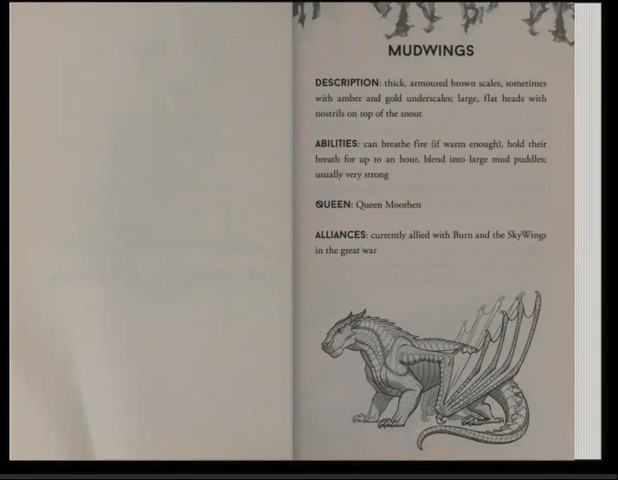 MUDWINGS
DESCRIPTION: thick, armoured brown scales, sometimes
with amber and gold underscales; large, flat heads with
nostrils on top of the snout
ABILITIES: can breathe fire (if warm enough), hold their
breath for up to an hour, blend into large mud puddles;
usually very strong
QUEEN: Queen Moorhen
ALLIANCES: currently allied with Burn and the SkyWings
in the great war